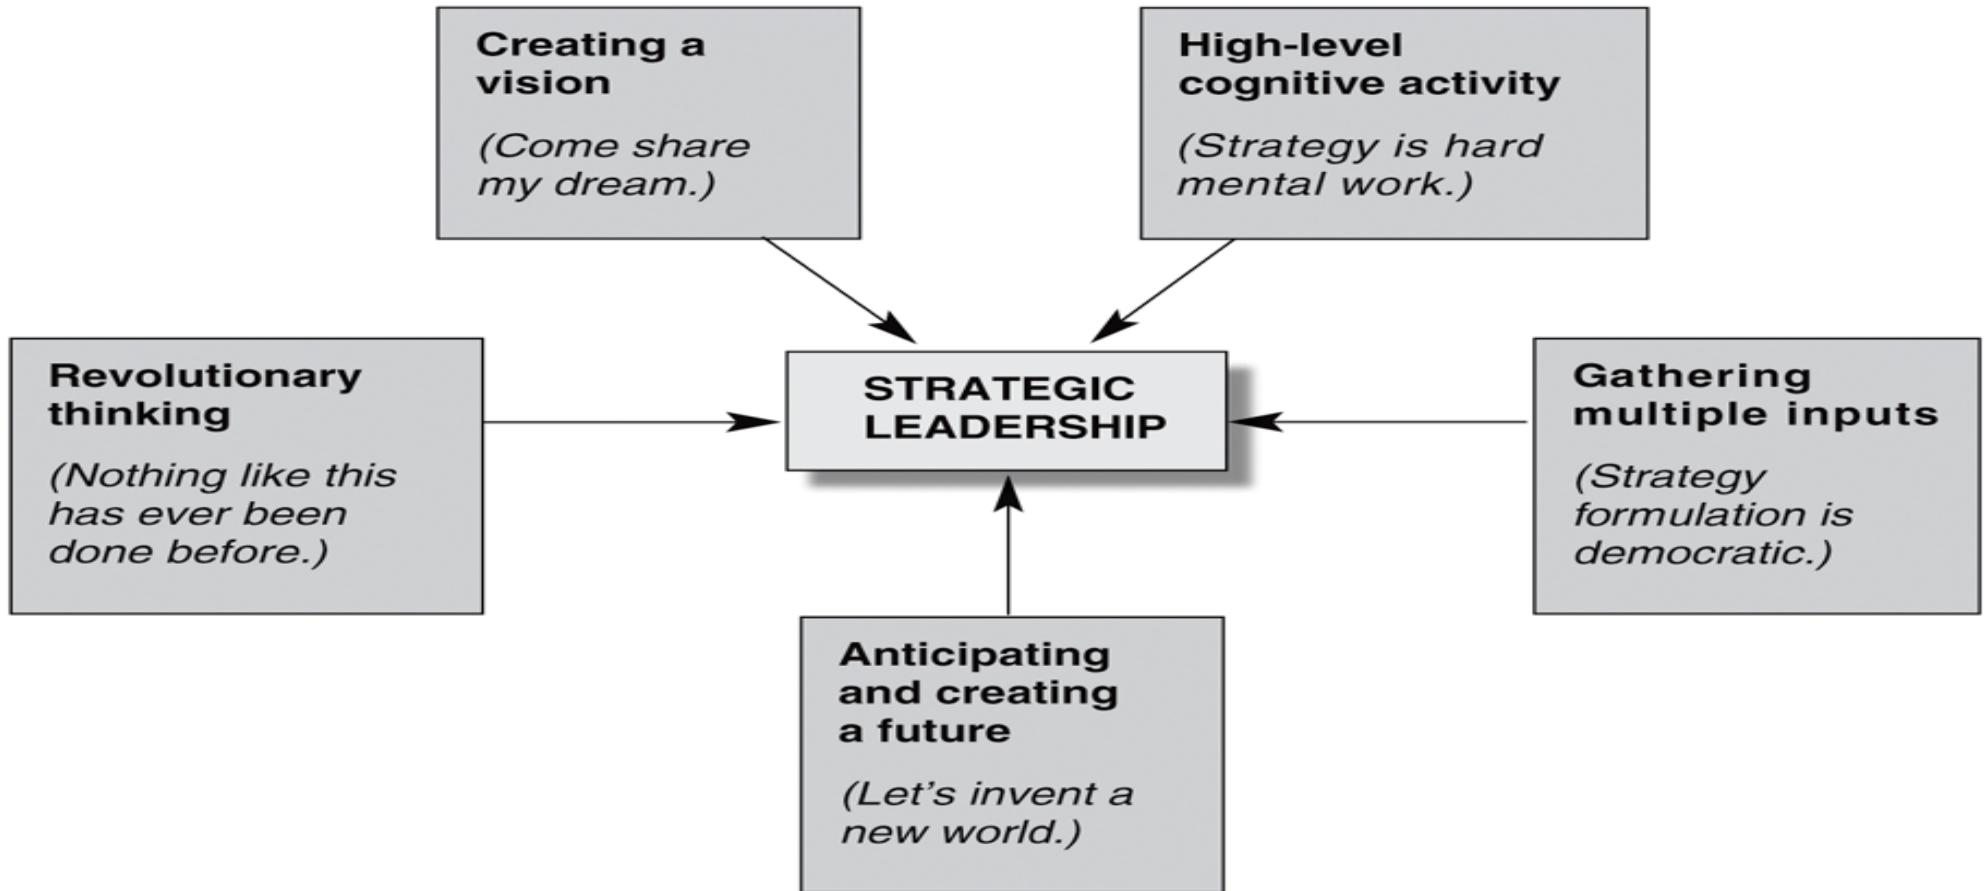 Creating a
vision
(Come share
my dream.)
High-level
cognitive activity
(Strategy is hard
mental work.)
Revolutionary
thinking
(Nothing like this
has ever been
done before.)
STRATEGIC
LEADERSHIP
Gathering
multiple inputs
(Strategy
formulation is
democratic.)
Anticipating
and creating
a future
(Let’s invent a
new world.)